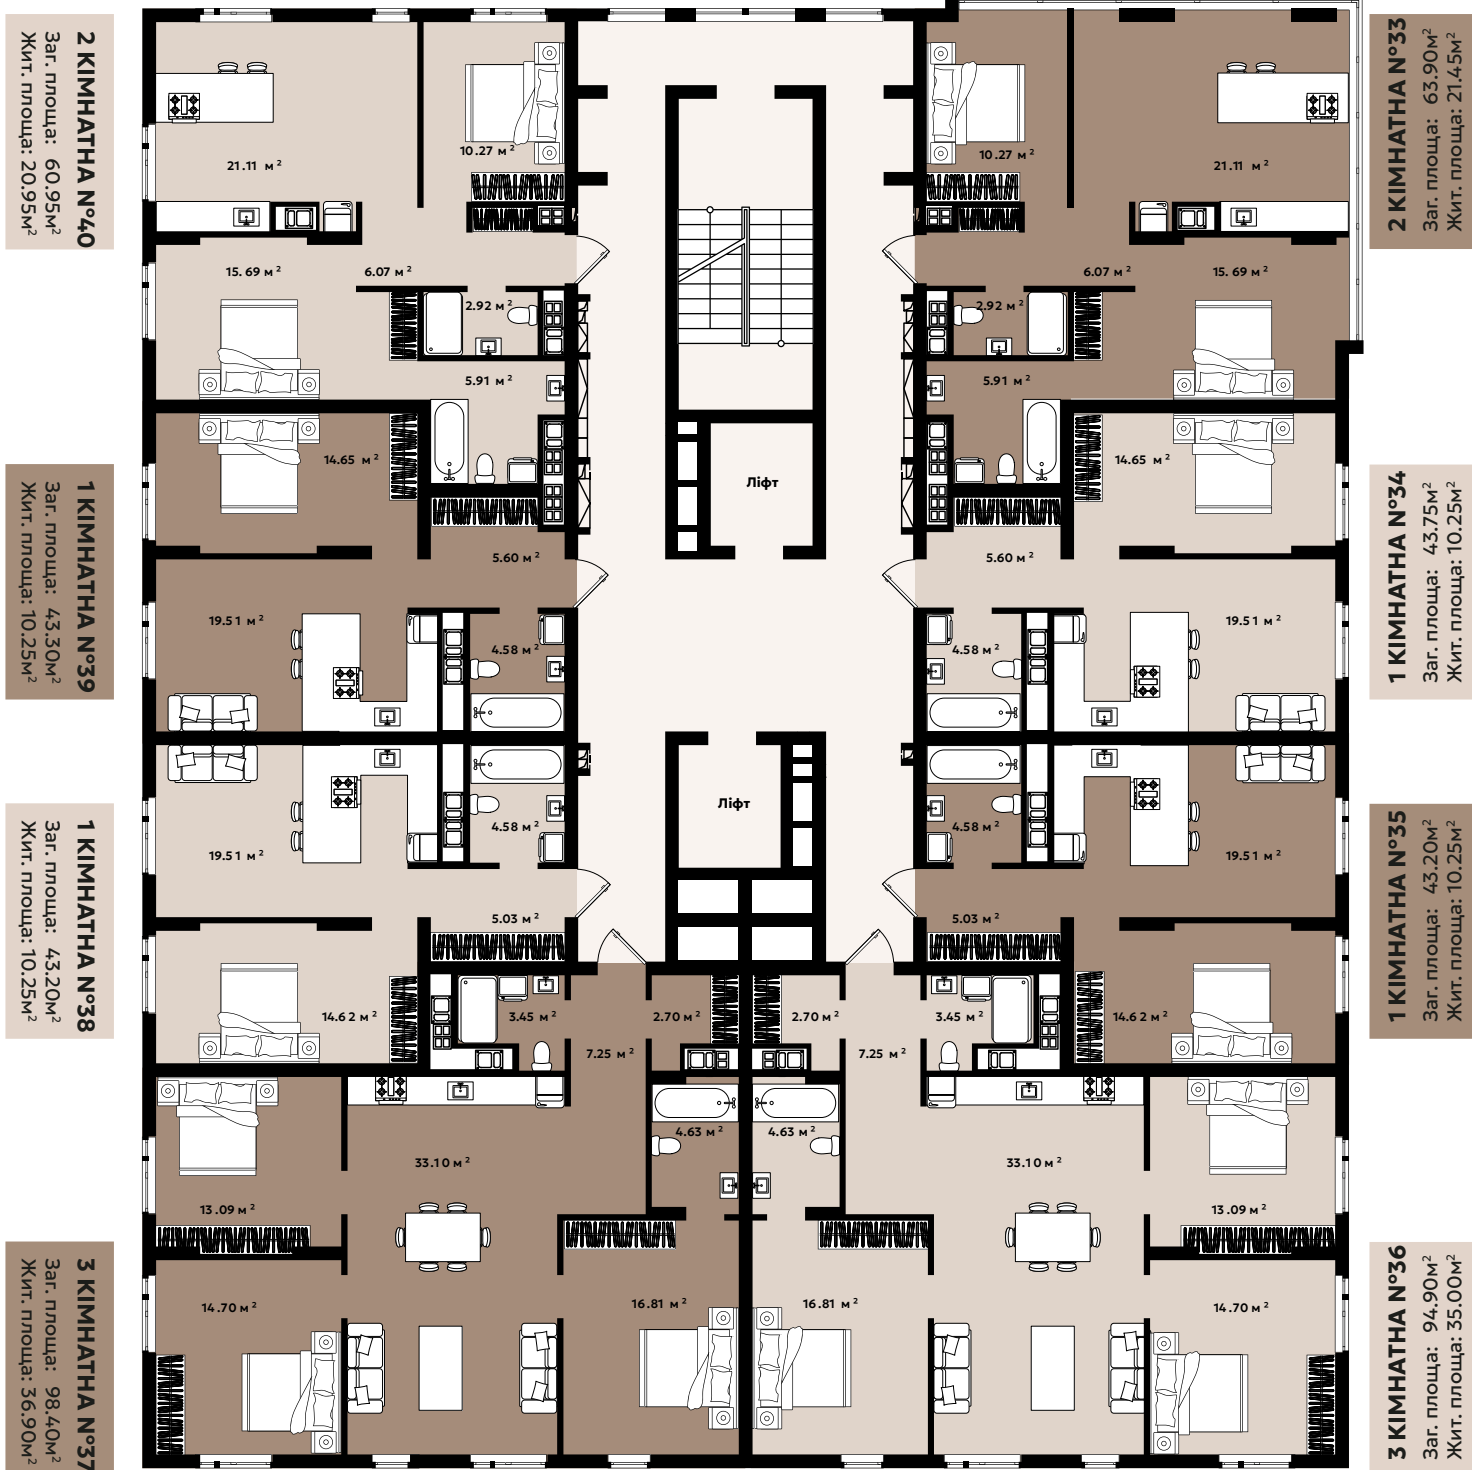 2 КІМНАТНА N°40
Заг. площа: 60.95м²
Жит. площа: 20.95м²
1 КІМНАТНА N°39
Заг. площа: 43.30м²
Жит. площа: 10.25м²
1 КІМНАТНА N°38
Заг. площа: 43.20м²
Жит. площа: 10.25м²
3 КІМНАТНА N°37
Заг. площа: 98.40м²
Жит. площа: 36.90м²
21.11 м²
10.27 м²
15.69 м²
6.07 м²
2.92 м²
5.91 м²
14.65 м²
5.60 м²
19.51 м²
4.58 м²
4.58 м²
19.51 м²
5.03 м²
14.62 м²
3.45 м²
2.70 м²
7.25 м²
4.63 м²
33.10 м²
13.09 м²
14.70 м²
16.81 м²
Ліфт
Ліфт
10.27 м²
21.11 м²
6.07 м²
15.69 м²
2.92 м²
5.91 м²
14.65 м²
5.60 м²
19.51 м²
4.58 м²
4.58 м²
19.51 м²
5.03 м²
2.70 м²
3.45 м²
14.62 м²
7.25 м²
4.63 м²
33.10 м²
13.09 м²
16.81 м²
14.70 м²
2 КІМНАТНА N°33
Заг. площа: 63.90м²
Жит. площа: 21.45м²
1 КІМНАТНА N°34
Заг. площа: 43.75м²
Жит. площа: 10.25м²
1 КІМНАТНА N°35
Заг. площа: 43.20м²
Жит. площа: 10.25м²
3 КІМНАТНА N°36
Заг. площа: 94.90м²
Жит. площа: 35.00м²